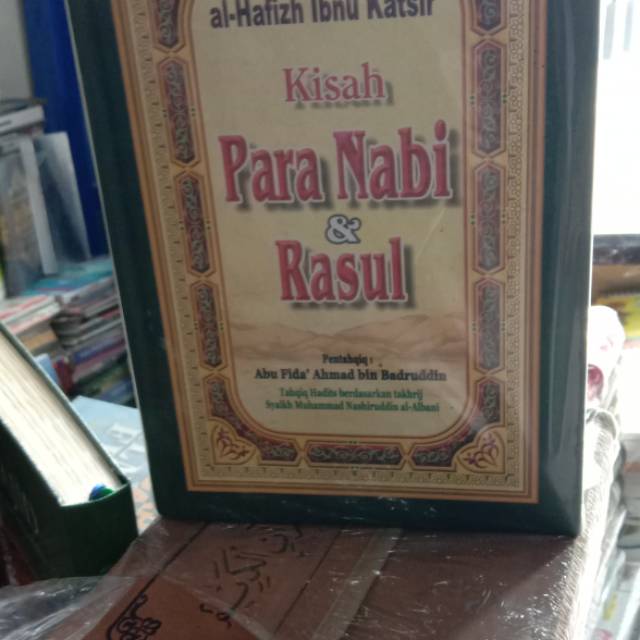 al-Hafizh Ibnu Katsir
Kisah
Para Nabi
&
Rasul
Pentahqiq :
Abu Fida' Ahmad bin Badruddin
Tahqiq Hadits berdasarkan takhrij
Syaikh Muhammad Nashiruddin al-Albani